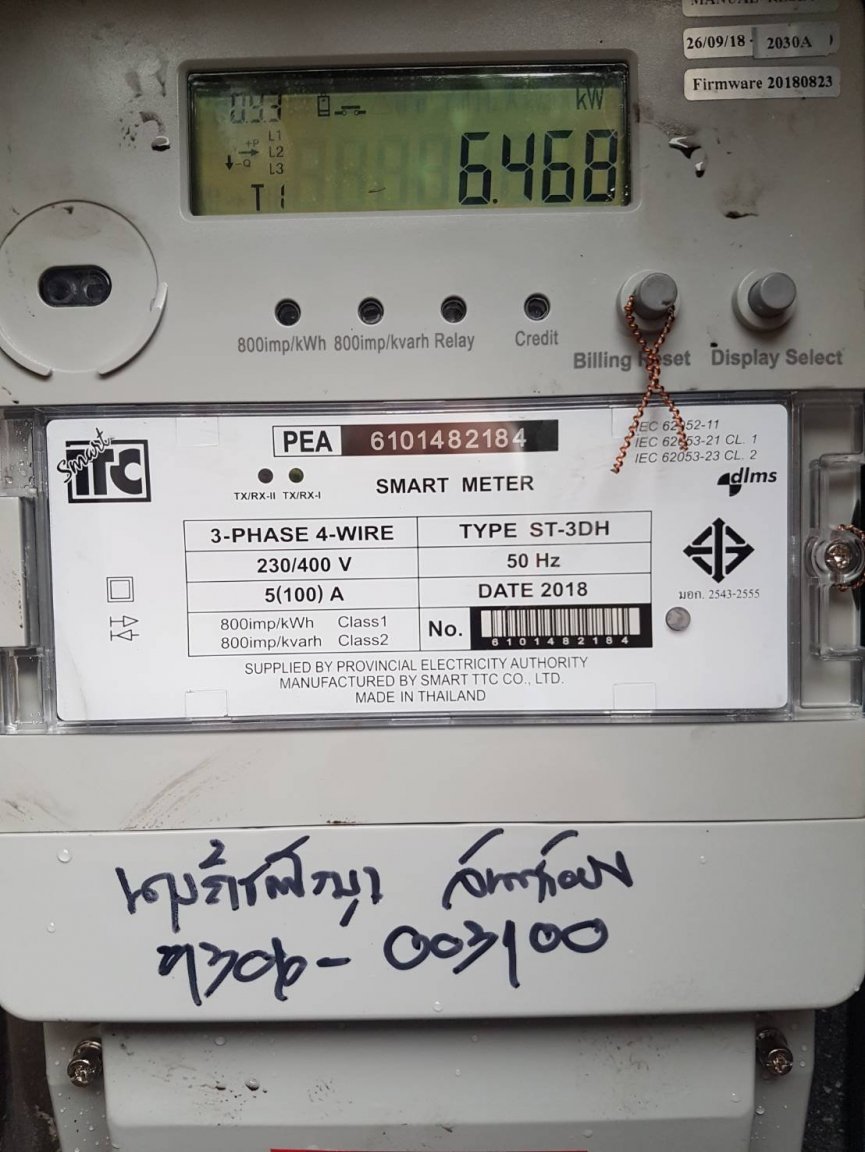 MANUAL RESET
26/09/18 - 2030A )
Firmware 20180823
093
kW
+P
-Q
L1
L2
L3
6.468
T1
800imp/kWh 800imp/kvarh Relay Credit
Billing Reset Display Select
Smart TTC
PEA 6101482184
TX/RX-II TX/RX-I
SMART METER
IEC 62052-11
IEC 62053-21 CL. 1
IEC 62053-23 CL. 2
dlms
3-PHASE 4-WIRE TYPE ST-3DH
230/400 V 50 Hz
5(100) A DATE 2018
800imp/kWh Class1
800imp/kvarh Class2
No. 6101482184
มอก. 2543-2555
SUPPLIED BY PROVINCIAL ELECTRICITY AUTHORITY
MANUFACTURED BY SMART TTC CO., LTD.
MADE IN THAILAND
003100